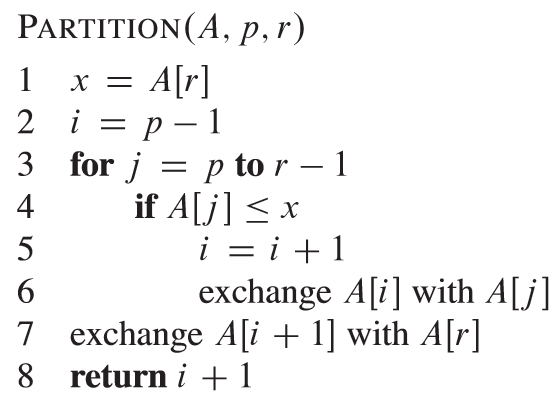 PARTITION(A, p, r)
1 x = A[r]
2 i = p − 1
3 for j = p to r − 1
4 if A[j] ≤ x
5 i = i + 1
6 exchange A[i] with A[j]
7 exchange A[i + 1] with A[r]
8 return i + 1